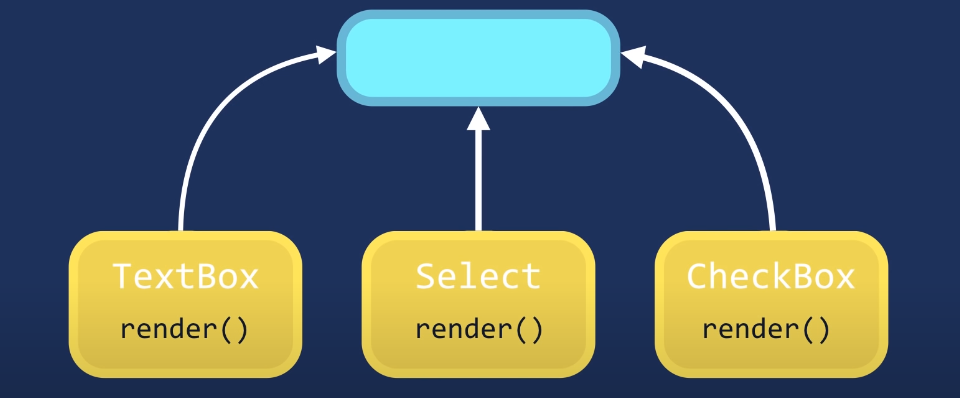 TextBox
render()
Select
render()
CheckBox
render()